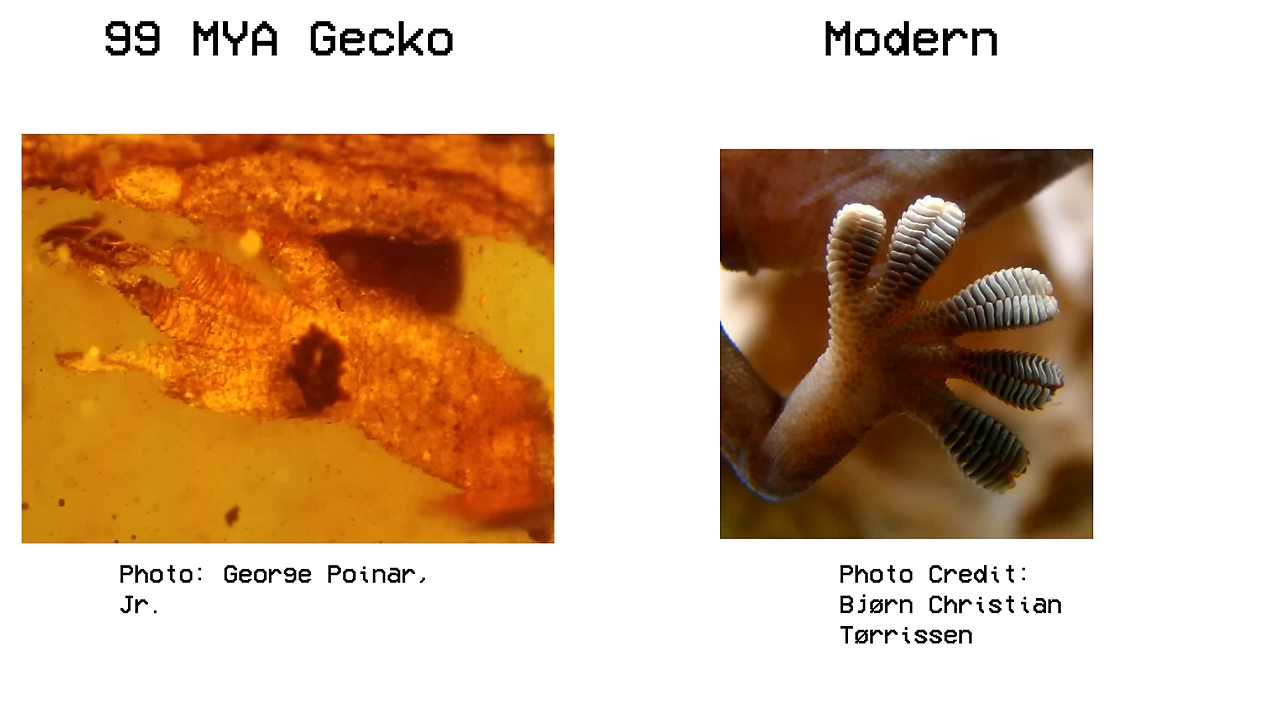 99 MYA Gecko
Modern
Photo: George Poinar,
Jr.
Photo Credit:
Bjørn Christian
Tørrissen